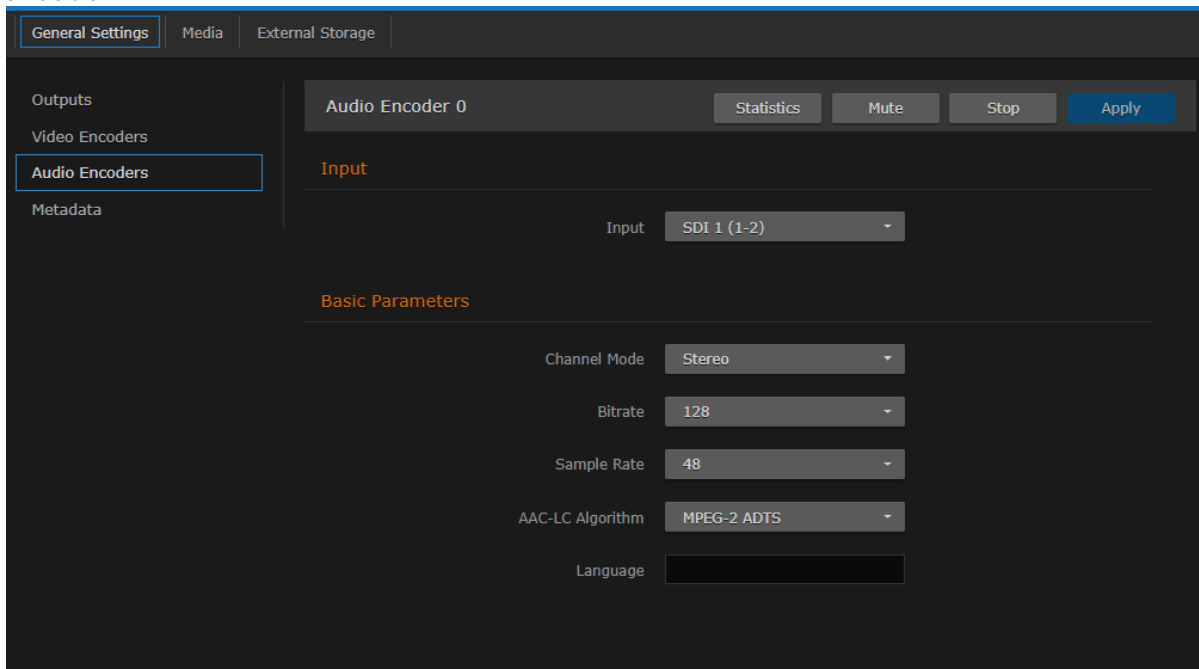 General Settings
Media
External Storage
Outputs
Video Encoders
Audio Encoders
Metadata
Audio Encoder 0
Statistics
Mute
Stop
Apply
Input
Input
SDI 1 (1-2)
Basic Parameters
Channel Mode
Stereo
Bitrate
128
Sample Rate
48
AAC-LC Algorithm
MPEG-2 ADTS
Language